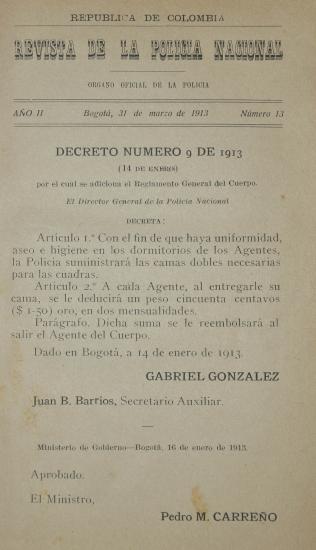 REPUBLICA DE COLOMBIA
REVISTA DE LA POLICIA NACIONAL
ORGANO OFICIAL DE LA POLICIA
AÑO II Bogotá, 31 de marzo de 1913 Número 13
DECRETO NUMERO 9 DE 1913
(14 DE ENERO)
por el cual se adiciona el Reglamento General del Cuerpo.
El Director General de la Policía Nacional
DECRETA:
Artículo 1.° Con el fin de que haya uniformidad,
aseo e higiene en los dormitorios de los Agentes,
la Policía suministrará las camas dobles necesarias
para las cuadras.
Artículo 2.° A cada Agente, al entregarle su
cama, se le deducirá un peso cincuenta centavos
($ 1-50) oro, en dos mensualidades.
Parágrafo. Dicha suma se le reembolsará al
salir el Agente del Cuerpo.
Dado en Bogotá, a 14 de enero de 1913.
GABRIEL GONZALEZ
Juan B. Barrios, Secretario Auxiliar.
Ministerio de Gobierno—Bogotá, 16 de enero de 1913.
Aprobado.
El Ministro,
Pedro M. CARREÑO